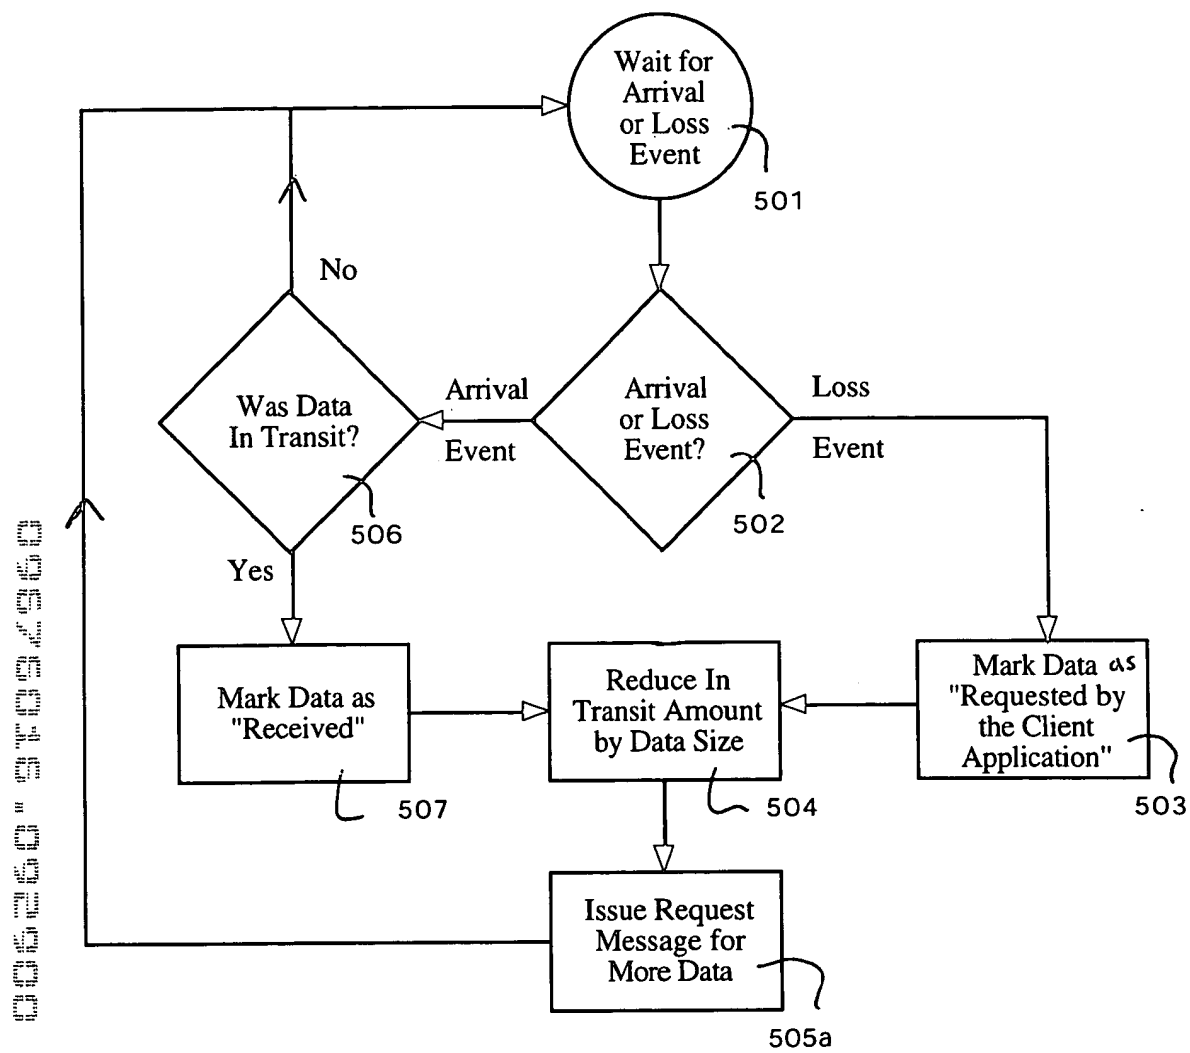 Wait for
Arrival
or Loss
Event
501
No
Was Data
In Transit?
506
Arrival
Event
Arrival
or Loss
Event?
502
Loss
Event
Yes
Mark Data as
"Received"
507
Reduce In
Transit Amount
by Data Size
504
Mark Data as
"Requested by
the Client
Application"
503
Issue Request
Message for
More Data
505a